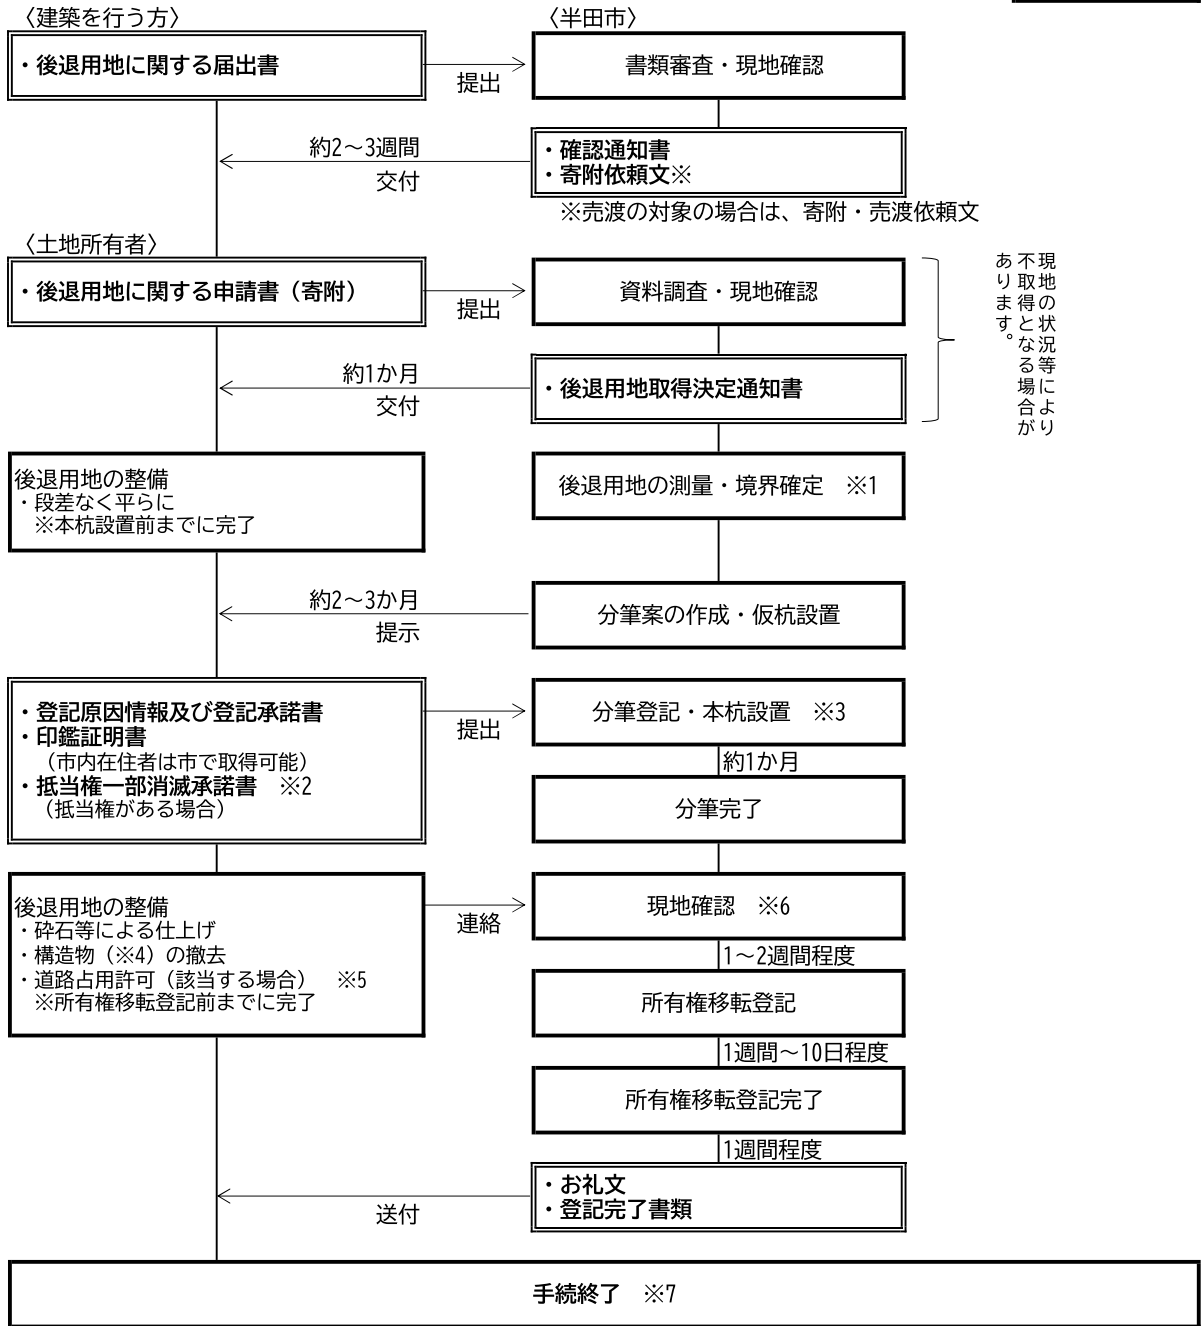 〈建築を行う方〉
〈半田市〉
・後退用地に関する届出書
提出
書類審査・現地確認
約2～3週間
交付
・確認通知書
・寄附依頼文※
※売渡の対象の場合は、寄附・売渡依頼文
〈土地所有者〉
・後退用地に関する申請書（寄附）
提出
資料調査・現地確認
現地の状況等により
不取得となる場合が
あります。
約1か月
交付
・後退用地取得決定通知書
後退用地の整備
・段差なく平らに
※本杭設置前までに完了
後退用地の測量・境界確定　※1
約2～3か月
提示
分筆案の作成・仮杭設置
・登記原因情報及び登記承諾書
・印鑑証明書
（市内在住者は市で取得可能）
・抵当権一部消滅承諾書　※2
（抵当権がある場合）
提出
分筆登記・本杭設置　※3
約1か月
分筆完了
後退用地の整備
・砕石等による仕上げ
・構造物（※4）の撤去
・道路占用許可（該当する場合）　※5
※所有権移転登記前までに完了
連絡
現地確認　※6
1～2週間程度
所有権移転登記
1週間～10日程度
所有権移転登記完了
1週間程度
送付
・お礼文
・登記完了書類
手続終了　※7